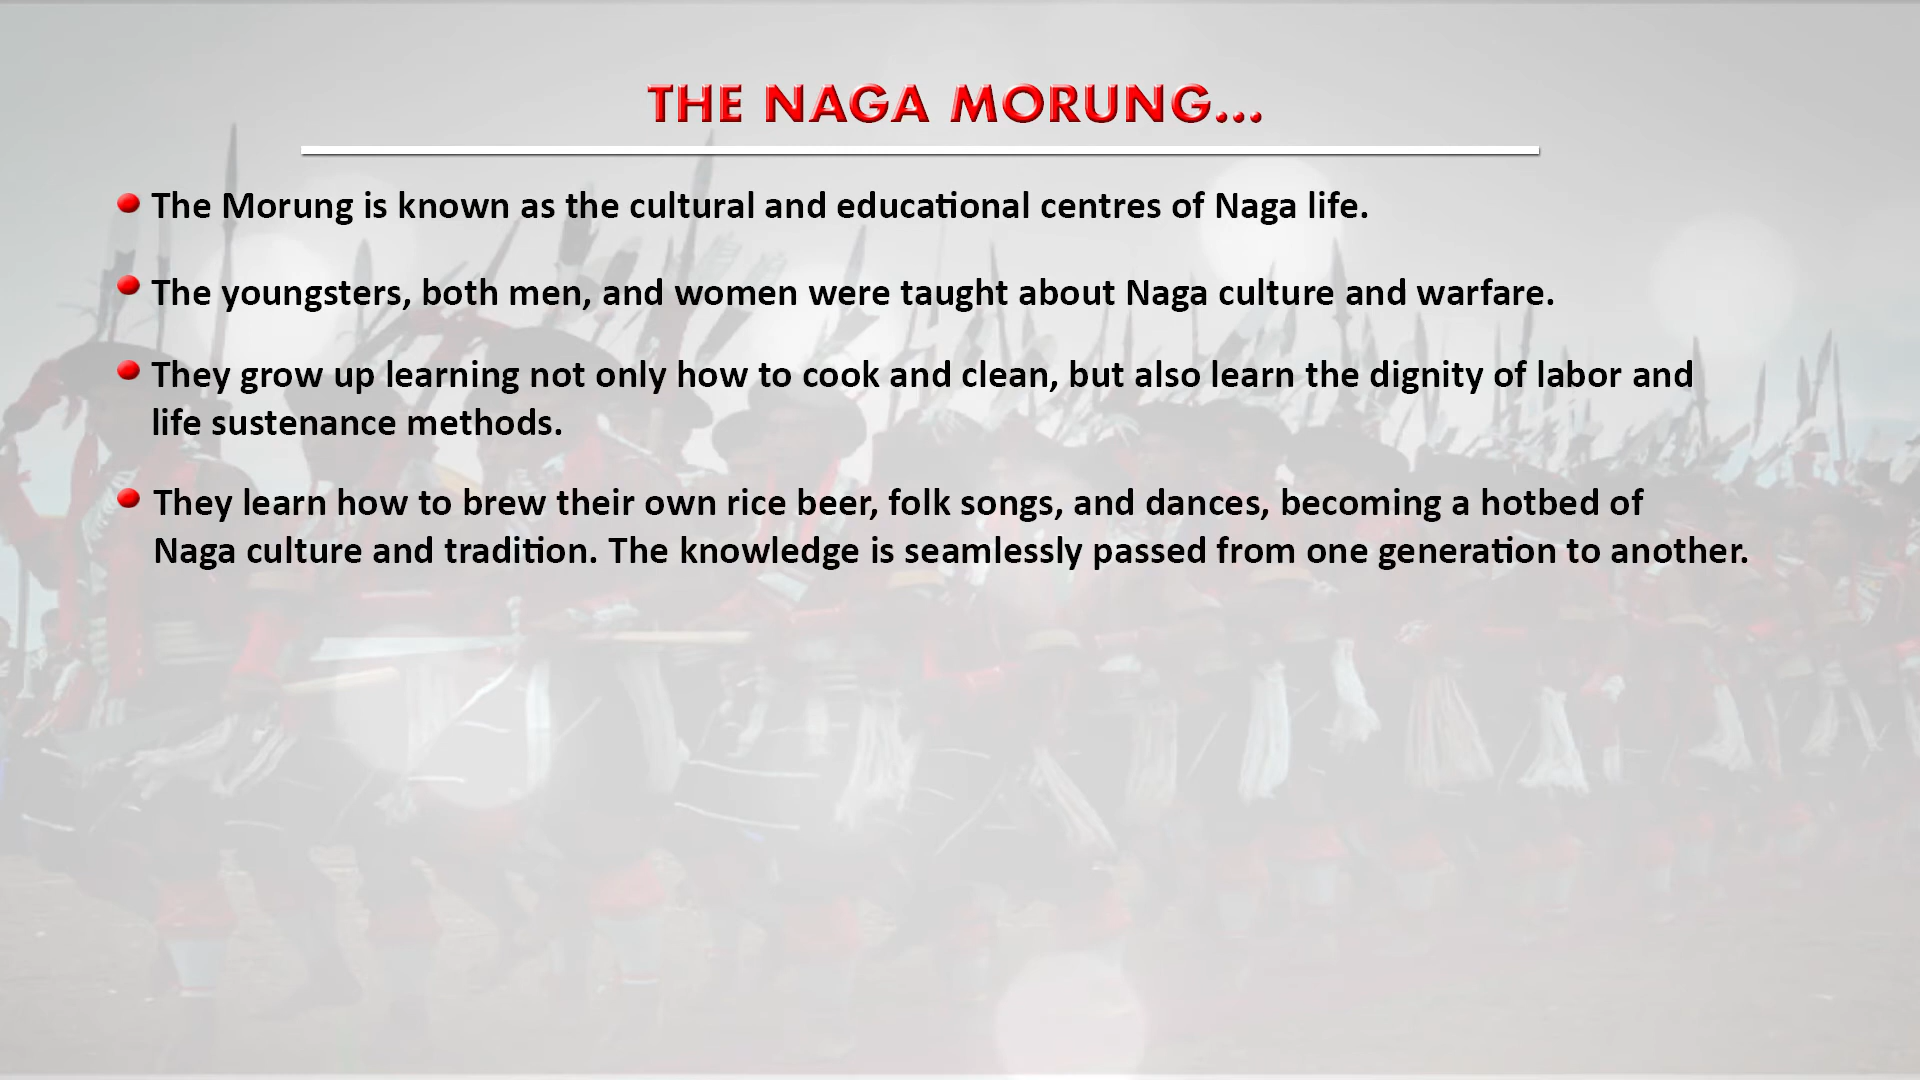 THE NAGA MORUNG...
The Morung is known as the cultural and educational centres of Naga life.
The youngsters, both men, and women were taught about Naga culture and warfare.
They grow up learning not only how to cook and clean, but also learn the dignity of labor and
life sustenance methods.
They learn how to brew their own rice beer, folk songs, and dances, becoming a hotbed of
Naga culture and tradition. The knowledge is seamlessly passed from one generation to another.